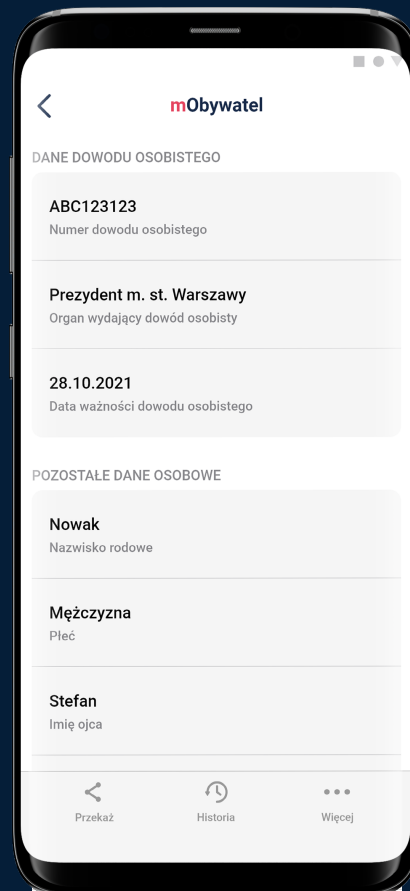 mObywatel
DANE DOWODU OSOBISTEGO
ABC123123
Numer dowodu osobistego
Prezydent m. st. Warszawy
Organ wydający dowód osobisty
28.10.2021
Data ważności dowodu osobistego
POZOSTAŁE DANE OSOBOWE
Nowak
Nazwisko rodowe
Mężczyzna
Płeć
Stefan
Imię ojca
Przekaż
Historia
Więcej